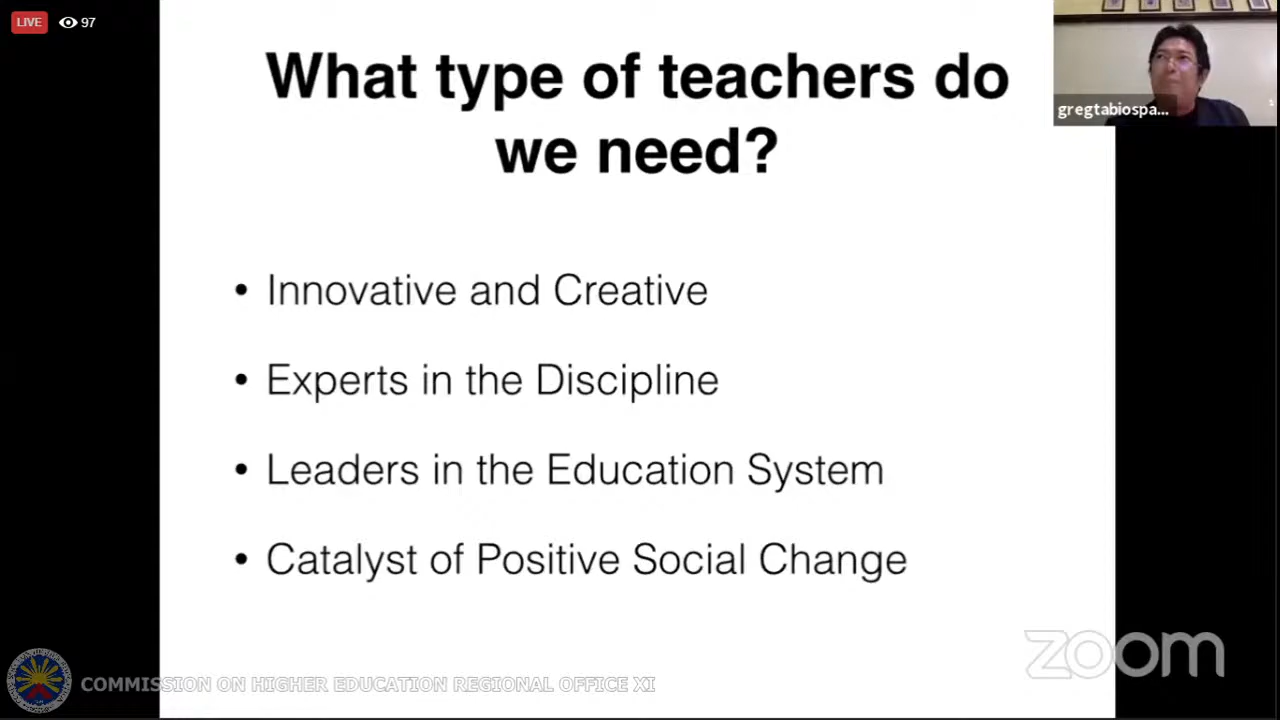 LIVE 97
What type of teachers do
we need?
gregtabiospa...
• Innovative and Creative
• Experts in the Discipline
• Leaders in the Education System
• Catalyst of Positive Social Change
zoom
COMMISSION ON HIGHER EDUCATION REGIONAL OFFICE XI